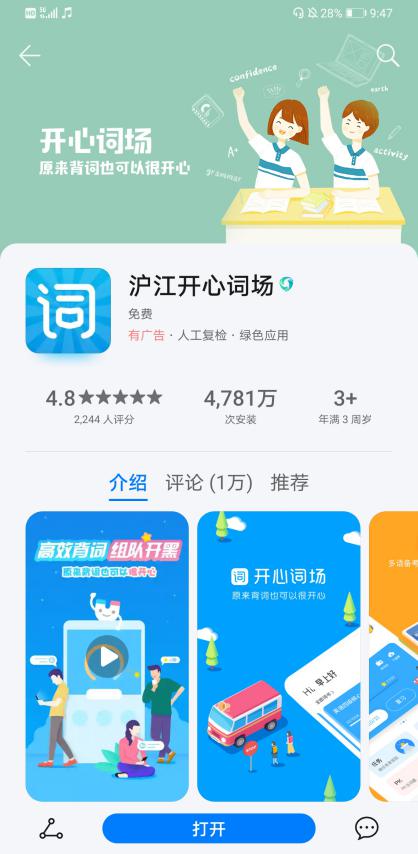 HD 5G 28% 9:47
confidence
earth
开心词场
原来背词也可以很开心
A+
activity
grammar
词
沪江开心词场
免费
有广告 · 人工复检 · 绿色应用
4.8★★★★★ 4,781万 3+
2,244 人评分 次安装 年满 3 周岁
介绍 评论 (1万) 推荐
高效背词 组队开黑
原来背词也可以很开心
词 开心词场
原来背词也可以很开心
Hi, 早上好
多语备考
任务
PK
STOP
打开